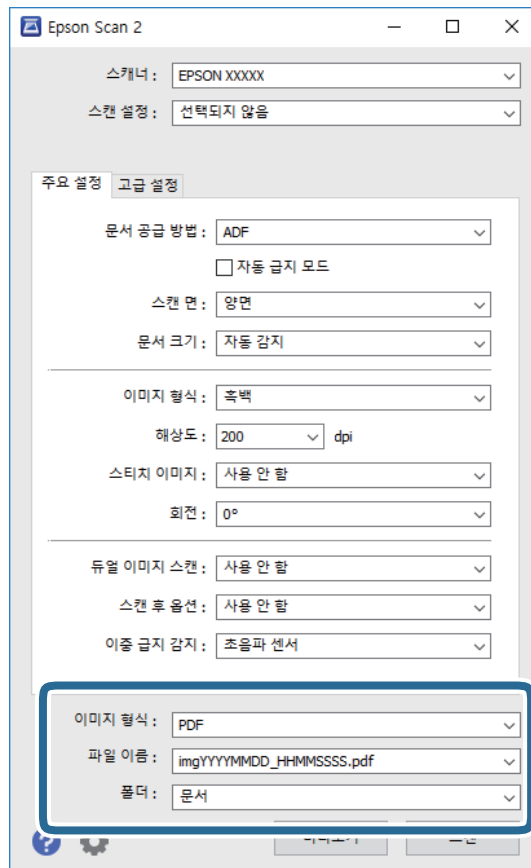 Epson Scan 2
스캐너 : EPSON XXXXX
스캔 설정 : 선택되지 않음
주요 설정 고급 설정
문서 공급 방법 : ADF
자동 급지 모드
스캔 면 : 양면
문서 크기 : 자동 감지
이미지 형식 : 흑백
해상도 : 200 dpi
스티치 이미지 : 사용 안 함
회전 : 0°
듀얼 이미지 스캔 : 사용 안 함
스캔 후 옵션 : 사용 안 함
이중 급지 감지 : 초음파 센서
이미지 형식 : PDF
파일 이름 : imgYYYYMMDD_HHMMSSSS.pdf
폴더 : 문서
?